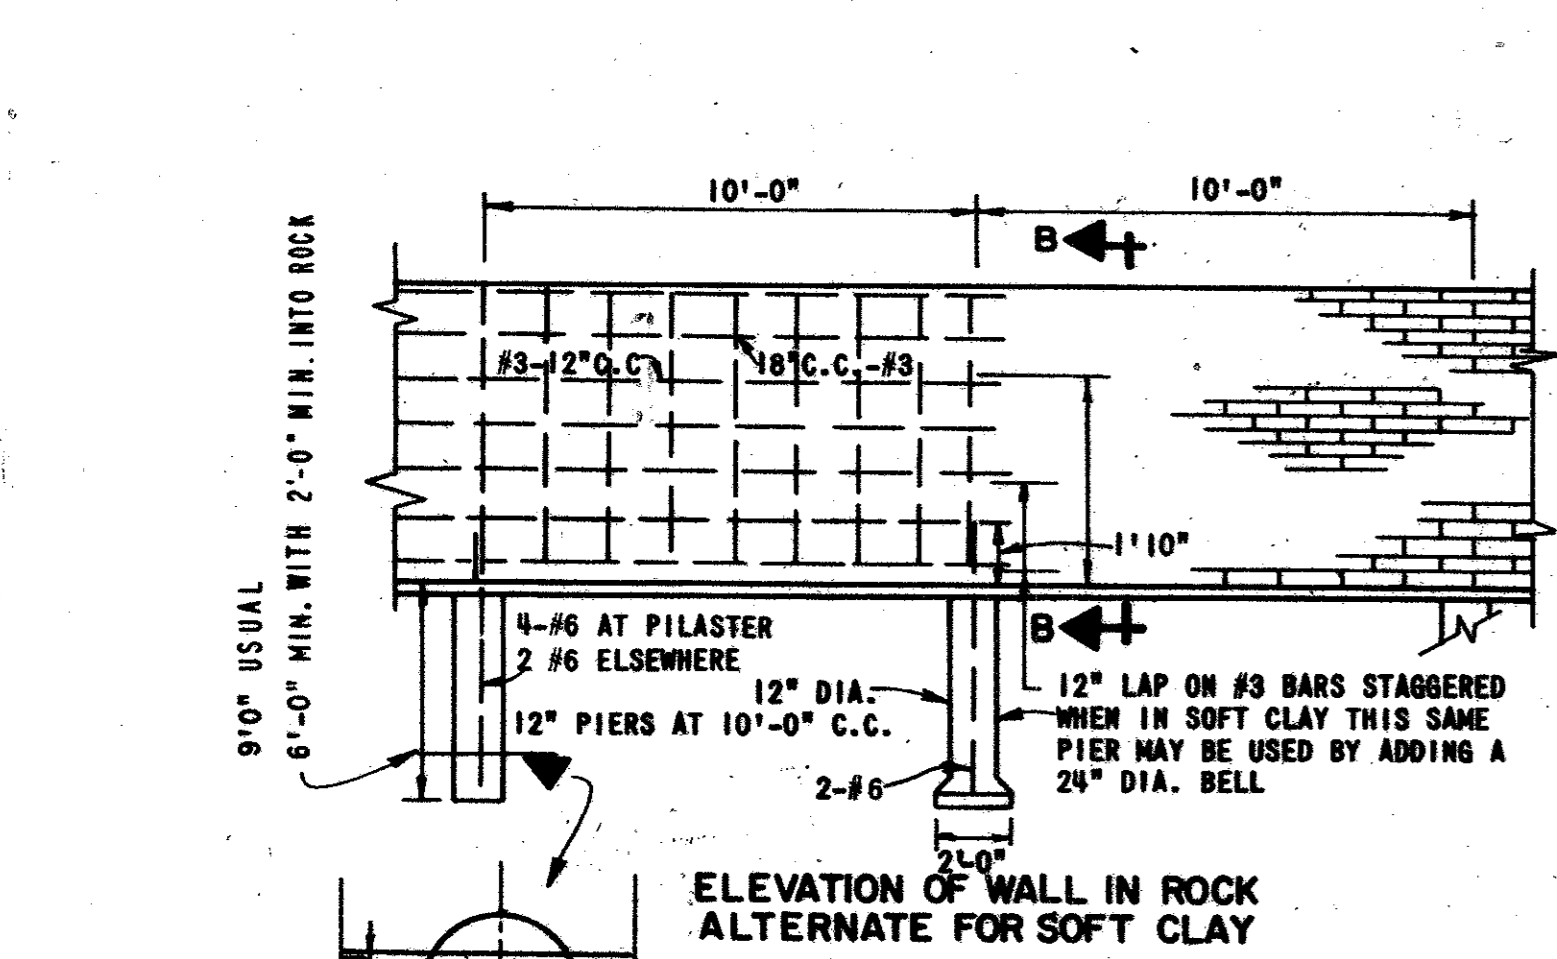 10'-0"
10'-0"
B
#3-12"C.C
18"C.C.-#3
1'10"
9'0" USUAL
6'-0" MIN. WITH 2'-0" MIN. INTO ROCK
4-#6 AT PILASTER
2 #6 ELSEWHERE
12" PIERS AT 10'-0" C.C.
B
12" DIA.
2-#6
12" LAP ON #3 BARS STAGGERED
WHEN IN SOFT CLAY THIS SAME
PIER MAY BE USED BY ADDING A
24" DIA. BELL
2'-0"
ELEVATION OF WALL IN ROCK
ALTERNATE FOR SOFT CLAY